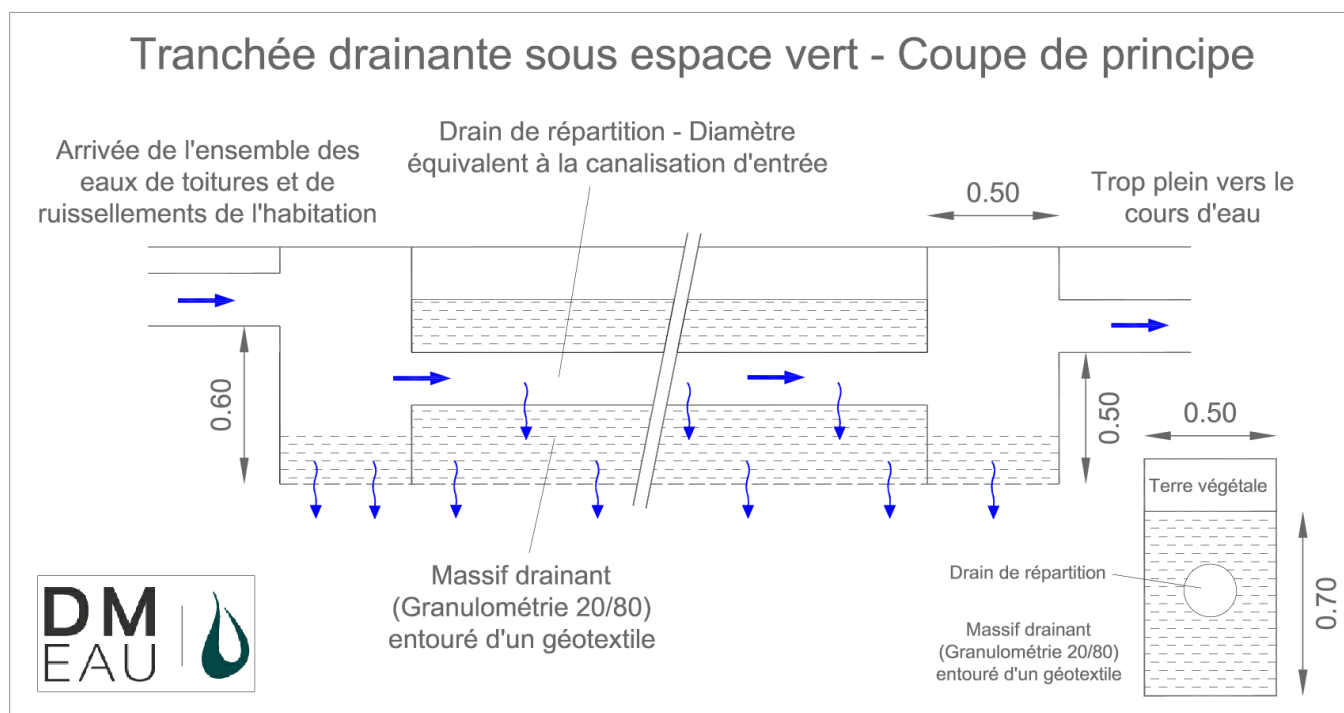 Tranchée drainante sous espace vert - Coupe de principe
Arrivée de l'ensemble des
eaux de toitures et de
ruissellements de l'habitation
Drain de répartition - Diamètre
équivalent à la canalisation d'entrée
0.50
Trop plein vers le
cours d'eau
0.60
0.50
0.50
Terre végétale
Drain de répartition
0.70
Massif drainant
(Granulométrie 20/80)
entouré d'un géotextile
Massif drainant
(Granulométrie 20/80)
entouré d'un géotextile
DM
EAU